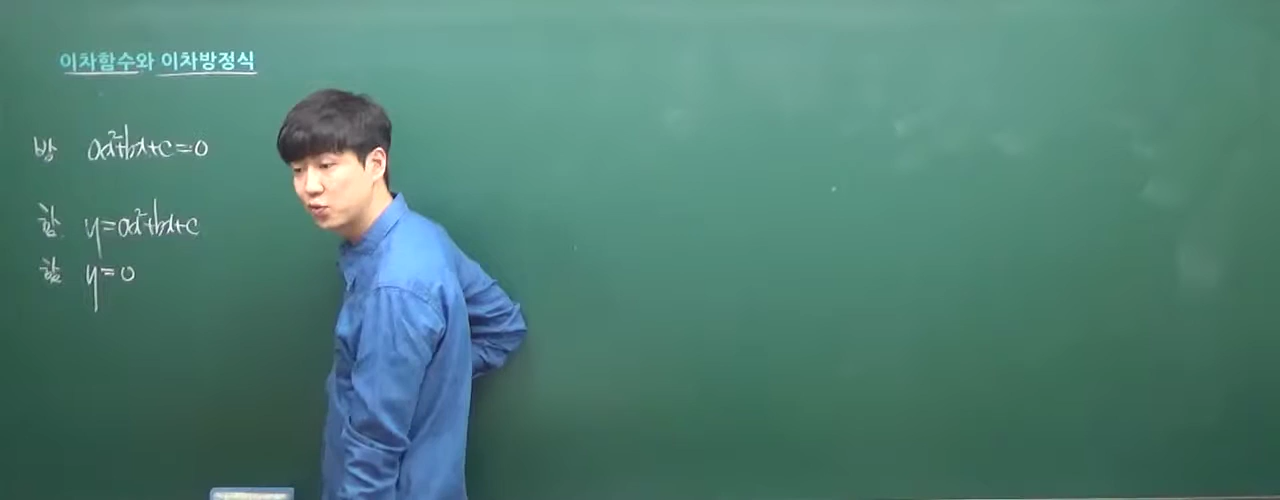 이차함수와 이차방정식
방 ax²+bx+c=0
함 y=ax²+bx+c
함 y=0